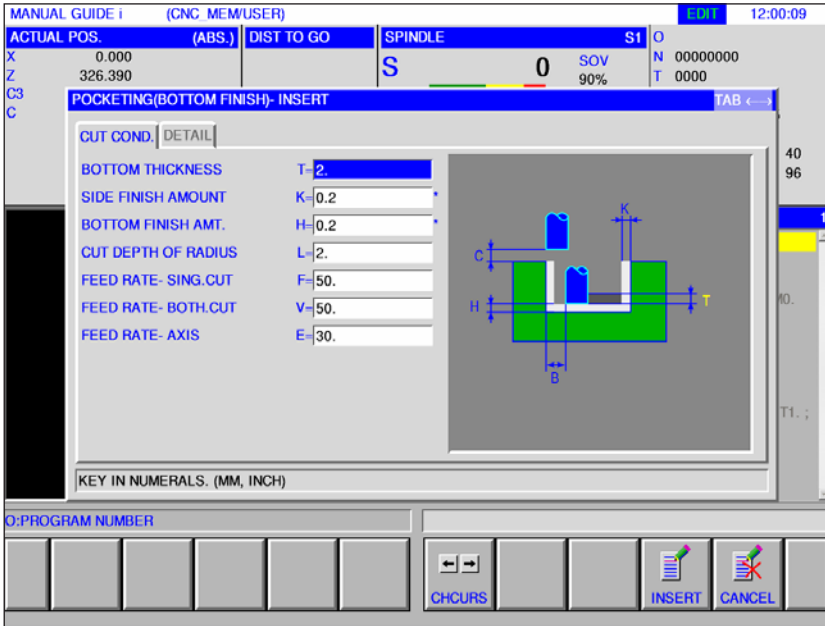 MANUAL GUIDE i (CNC_MEM/USER) EDIT 12:00:09
ACTUAL POS. (ABS.) DIST TO GO SPINDLE S1 O
X 0.000 S 0 SOV N 00000000
Z 326.390 90% T 0000
C3
C
POCKETING(BOTTOM FINISH)- INSERT TAB ←→
CUT COND. DETAIL
40
96
BOTTOM THICKNESS T= 2.
SIDE FINISH AMOUNT K= 0.2 *
BOTTOM FINISH AMT. H= 0.2 *
CUT DEPTH OF RADIUS L= 2.
FEED RATE- SING.CUT F= 50.
FEED RATE- BOTH.CUT V= 50.
FEED RATE- AXIS E= 30.
K
C
H
T
B
1
M0.
T1. ;
KEY IN NUMERALS. (MM, INCH)
O:PROGRAM NUMBER
CHCURS INSERT CANCEL